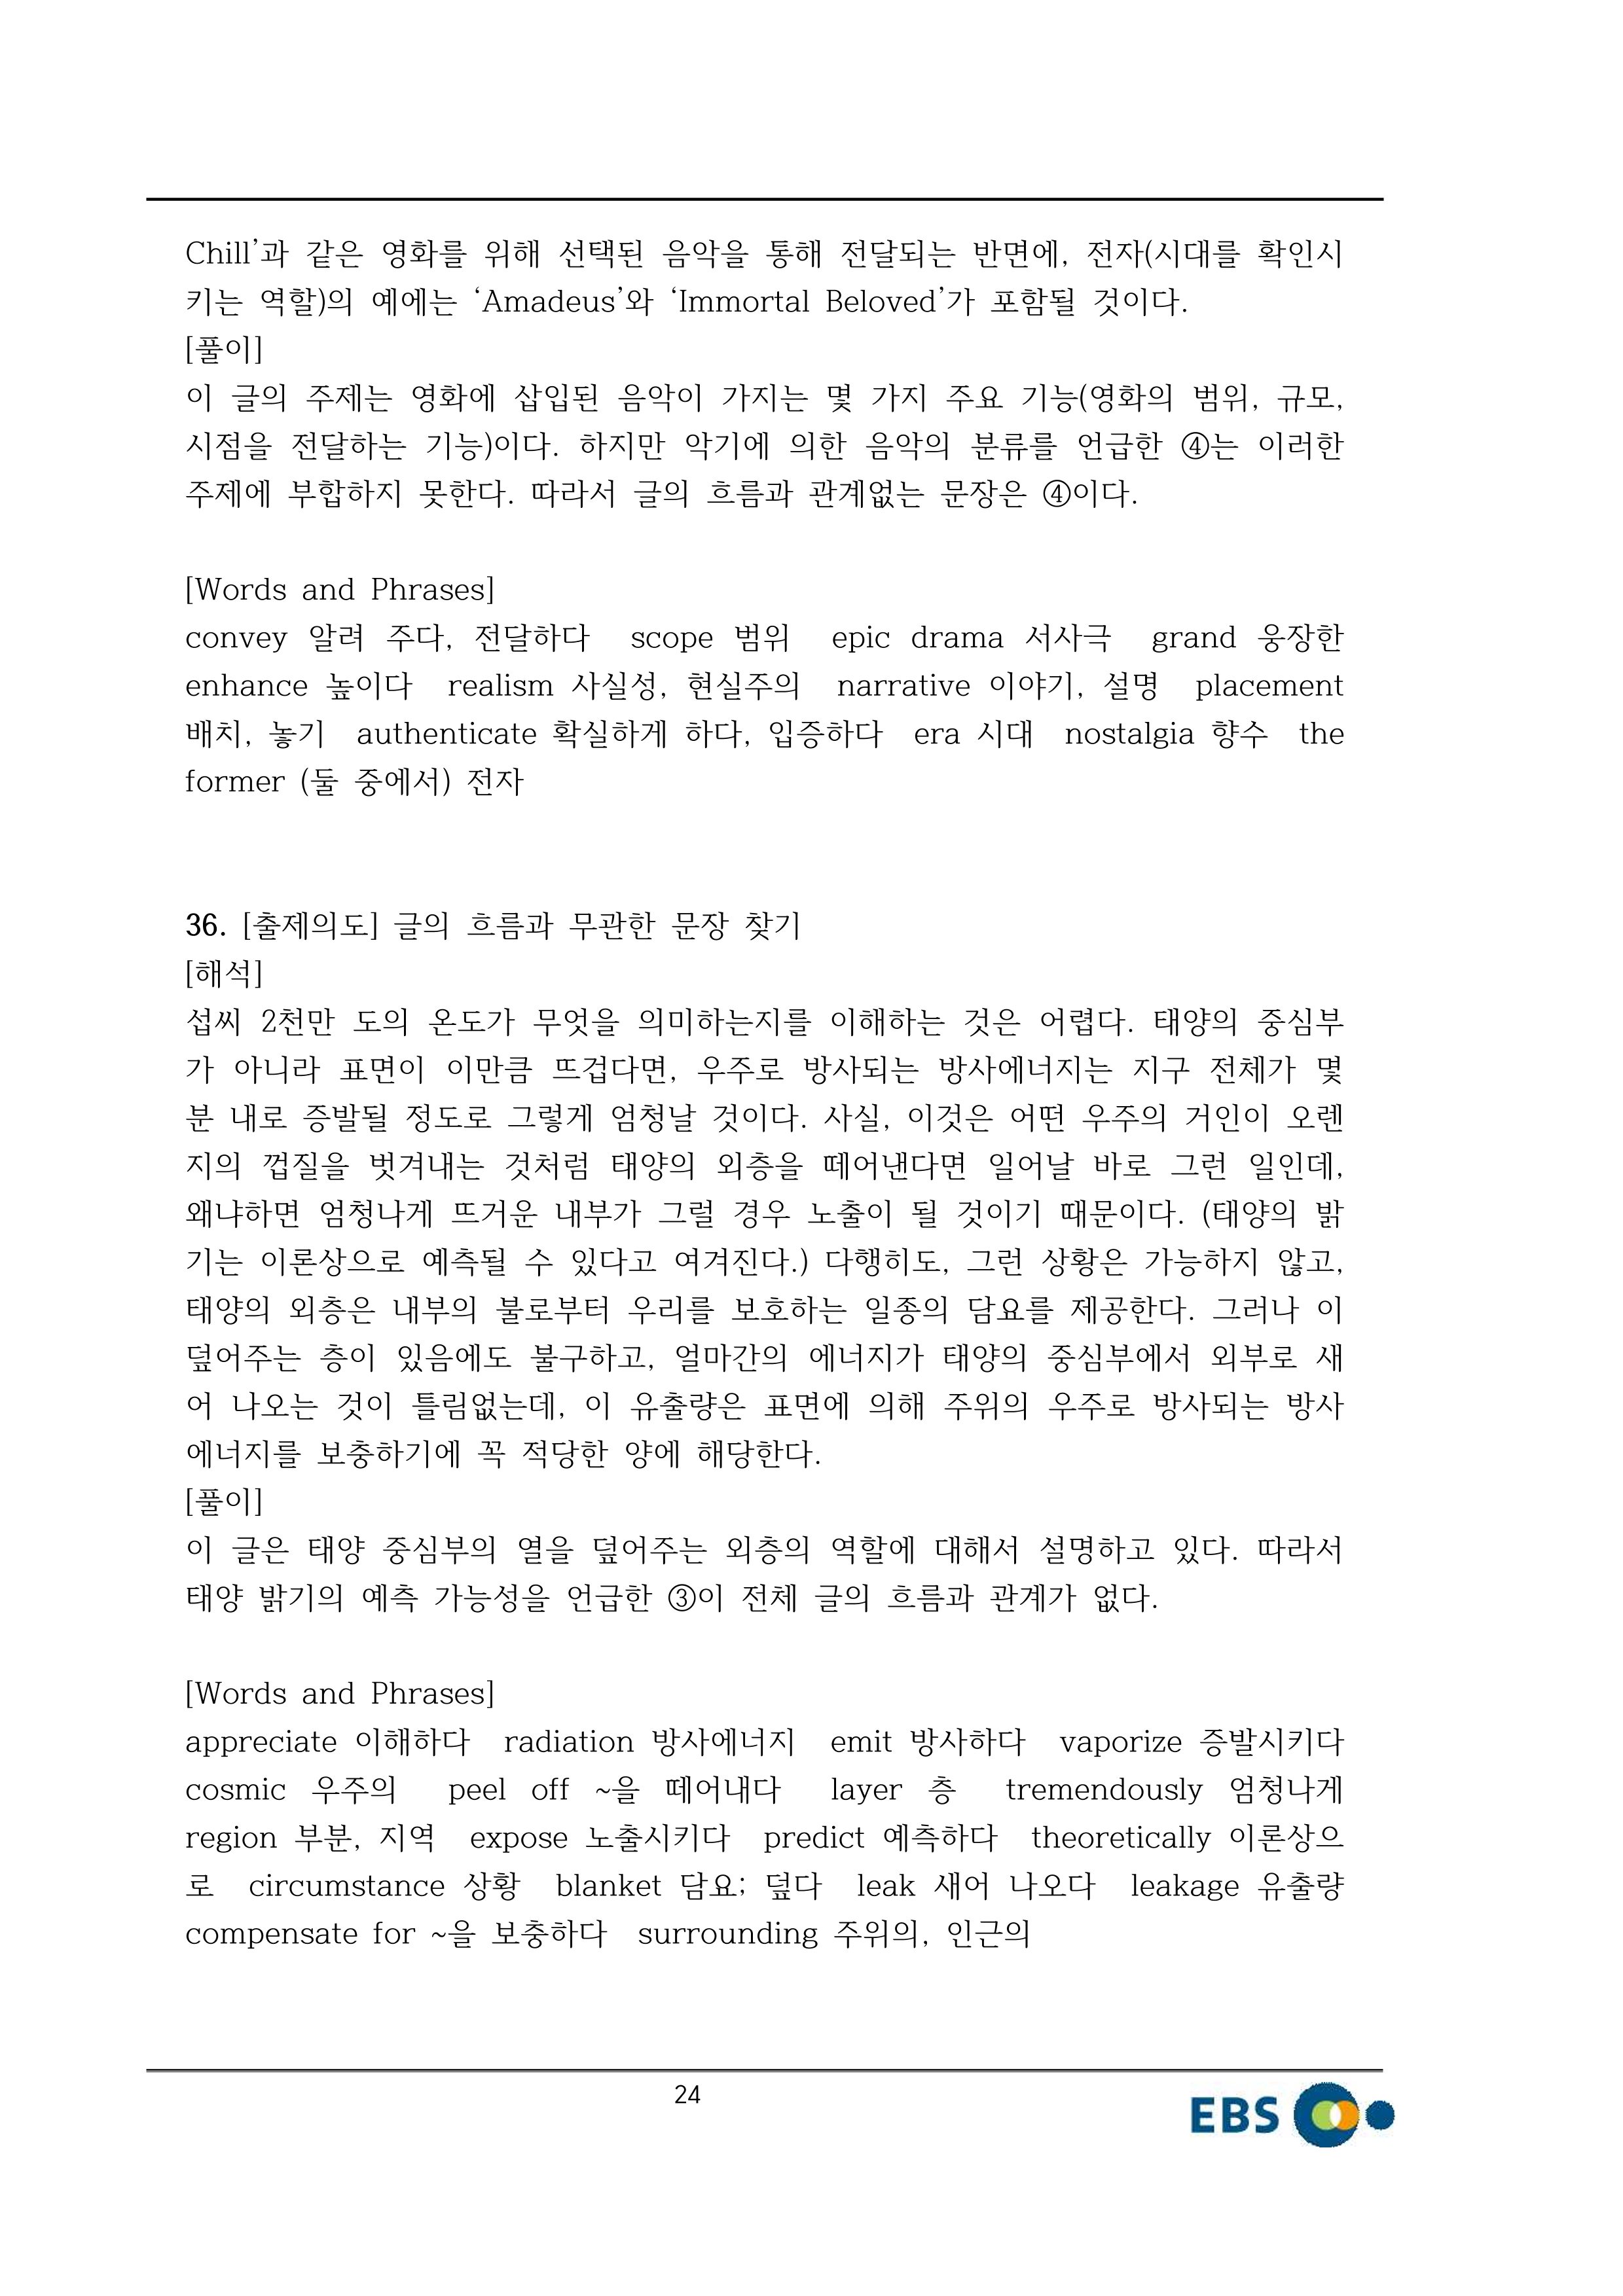 Chill’과 같은 영화를 위해 선택된 음악을 통해 전달되는 반면에, 전자(시대를 확인시
키는 역할)의 예에는 ‘Amadeus’와 ‘Immortal Beloved’가 포함될 것이다.
[풀이]
이 글의 주제는 영화에 삽입된 음악이 가지는 몇 가지 주요 기능(영화의 범위, 규모,
시점을 전달하는 기능)이다. 하지만 악기에 의한 음악의 분류를 언급한 ④는 이러한
주제에 부합하지 못한다. 따라서 글의 흐름과 관계없는 문장은 ④이다.
[Words and Phrases]
convey 알려 주다, 전달하다 scope 범위 epic drama 서사극 grand 웅장한
enhance 높이다 realism 사실성, 현실주의 narrative 이야기, 설명 placement
배치, 놓기 authenticate 확실하게 하다, 입증하다 era 시대 nostalgia 향수 the
former (둘 중에서) 전자
36. [출제의도] 글의 흐름과 무관한 문장 찾기
[해석]
섭씨 2천만 도의 온도가 무엇을 의미하는지를 이해하는 것은 어렵다. 태양의 중심부
가 아니라 표면이 이만큼 뜨겁다면, 우주로 방사되는 방사에너지는 지구 전체가 몇
분 내로 증발될 정도로 그렇게 엄청날 것이다. 사실, 이것은 어떤 우주의 거인이 오렌
지의 껍질을 벗겨내는 것처럼 태양의 외층을 떼어낸다면 일어날 바로 그런 일인데,
왜냐하면 엄청나게 뜨거운 내부가 그럴 경우 노출이 될 것이기 때문이다. (태양의 밝
기는 이론상으로 예측될 수 있다고 여겨진다.) 다행히도, 그런 상황은 가능하지 않고,
태양의 외층은 내부의 불로부터 우리를 보호하는 일종의 담요를 제공한다. 그러나 이
덮어주는 층이 있음에도 불구하고, 얼마간의 에너지가 태양의 중심부에서 외부로 새
어 나오는 것이 틀림없는데, 이 유출량은 표면에 의해 주위의 우주로 방사되는 방사
에너지를 보충하기에 꼭 적당한 양에 해당한다.
[풀이]
이 글은 태양 중심부의 열을 덮어주는 외층의 역할에 대해서 설명하고 있다. 따라서
태양 밝기의 예측 가능성을 언급한 ③이 전체 글의 흐름과 관계가 없다.
[Words and Phrases]
appreciate 이해하다 radiation 방사에너지 emit 방사하다 vaporize 증발시키다
cosmic 우주의 peel off ~을 떼어내다 layer 층 tremendously 엄청나게
region 부분, 지역 expose 노출시키다 predict 예측하다 theoretically 이론상으
로 circumstance 상황 blanket 담요; 덮다 leak 새어 나오다 leakage 유출량
compensate for ~을 보충하다 surrounding 주위의, 인근의
24
EBS